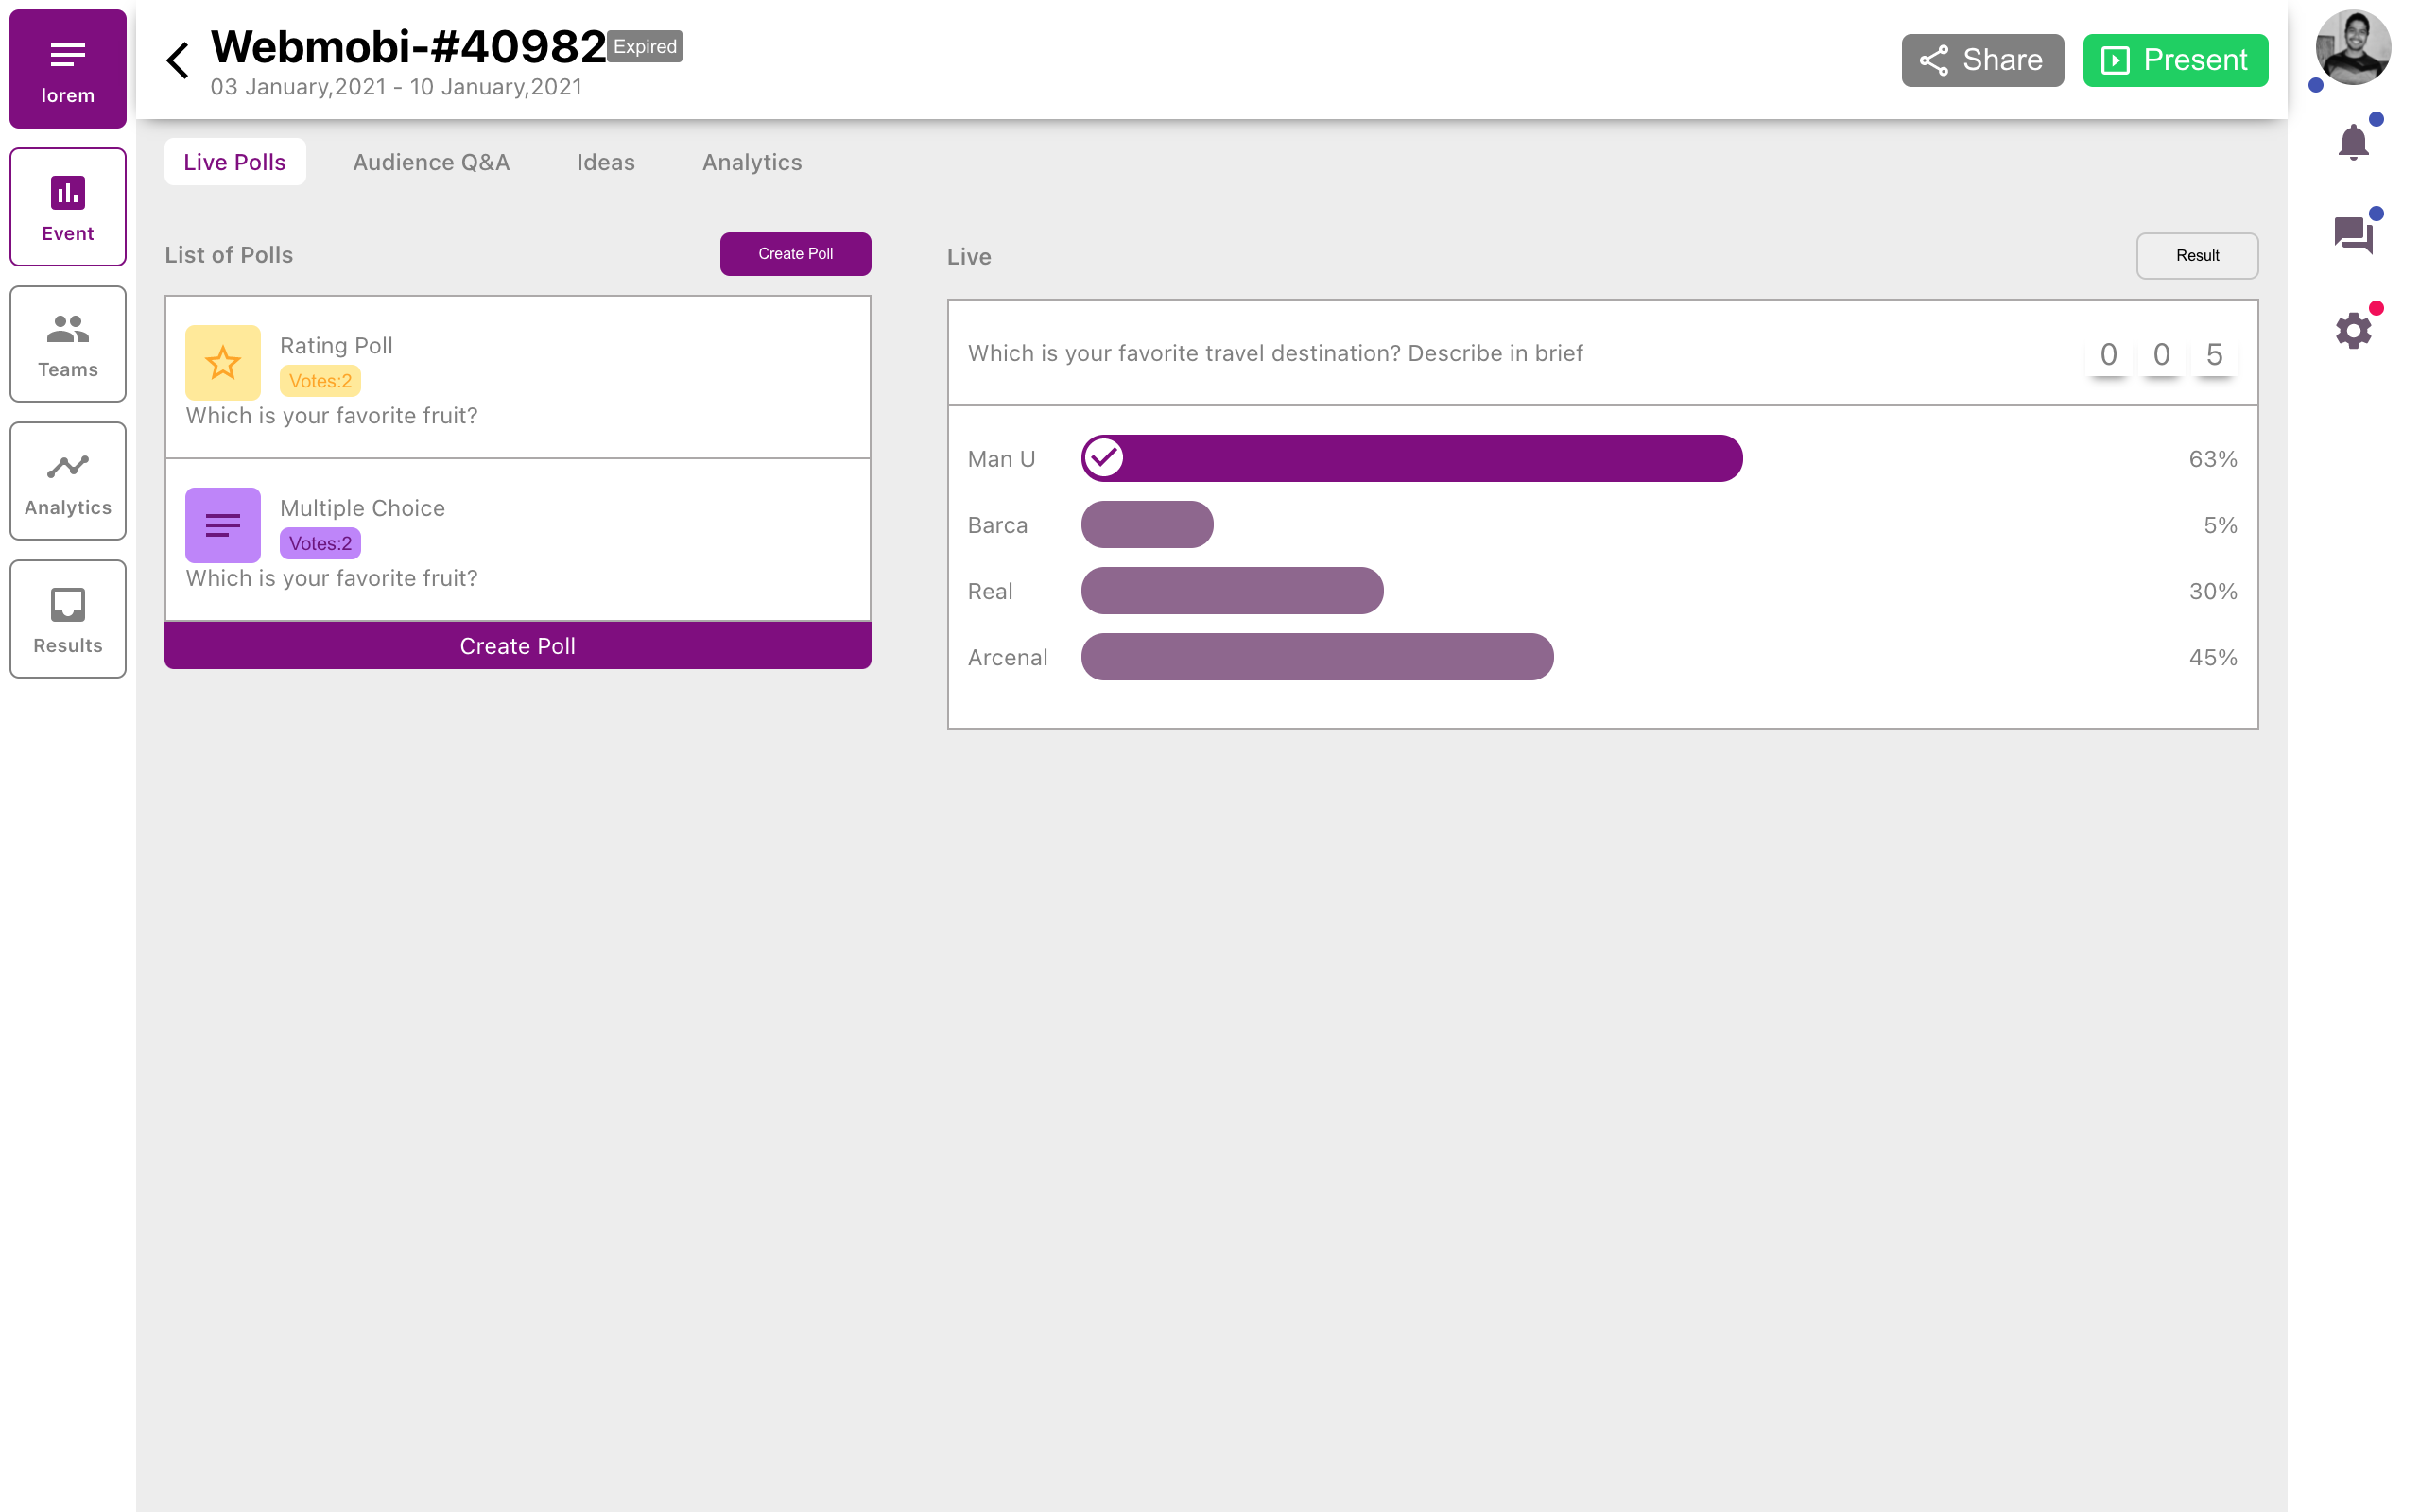 lorem
Event
Teams
Analytics
Results
Webmobi-#40982 Expired
03 January,2021 - 10 January,2021
Share
Present
Live Polls
Audience Q&A
Ideas
Analytics
List of Polls
Create Poll
Rating Poll
Votes:2
Which is your favorite fruit?
Multiple Choice
Votes:2
Which is your favorite fruit?
Create Poll
Live
Result
Which is your favorite travel destination? Describe in brief
0 0 5
Man U 63%
Barca 5%
Real 30%
Arcenal 45%